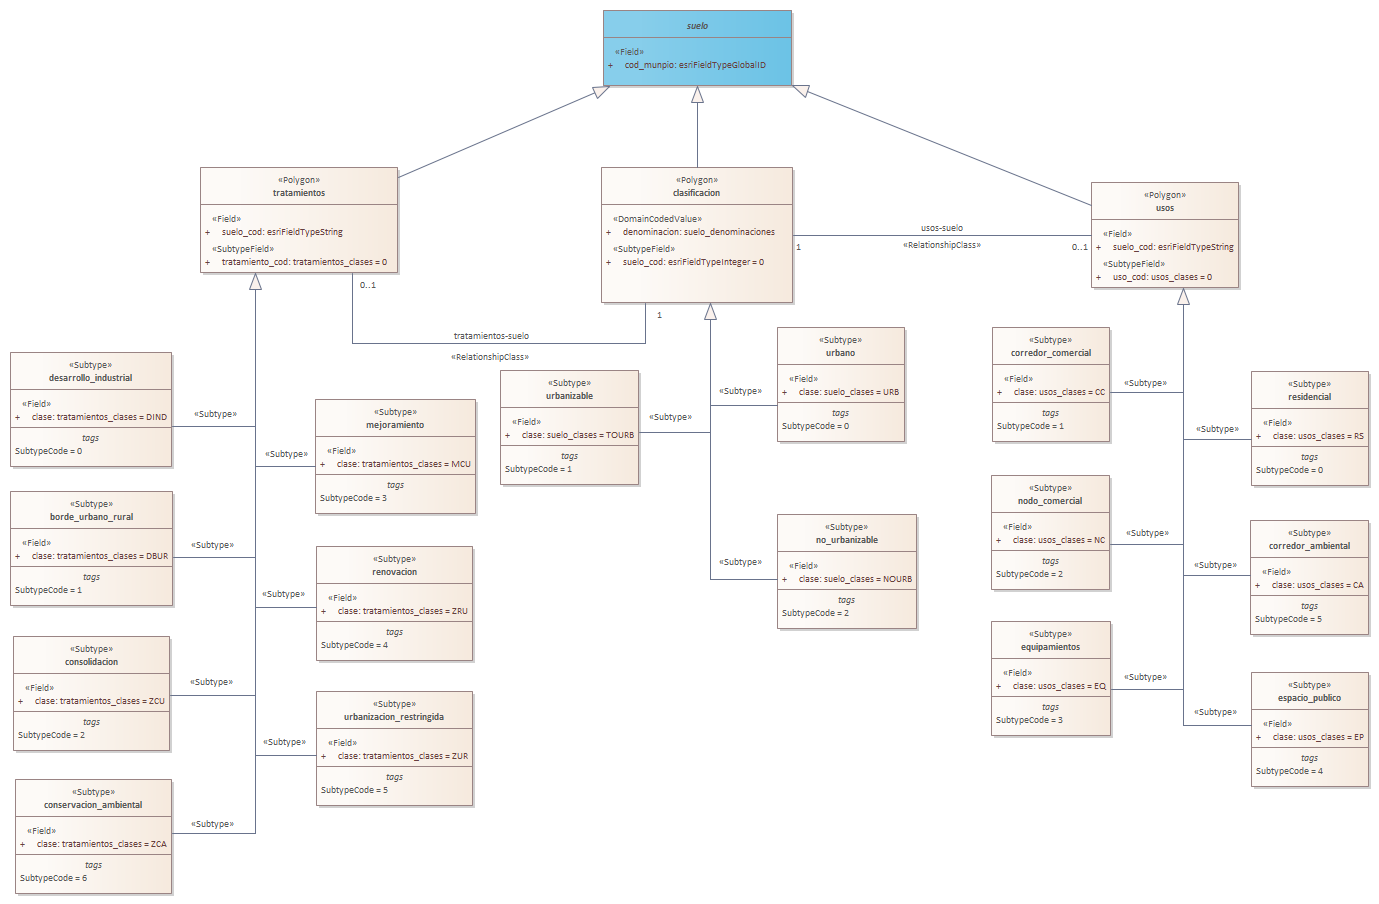 suelo
«Field»
+ cod_munpio: esriFieldTypeGlobalID
«Polygon»
tratamientos
«Field»
+ suelo_cod: esriFieldTypeString
«SubtypeField»
+ tratamiento_cod: tratamientos_clases = 0
«Polygon»
clasificacion
«DomainCodedValue»
+ denominacion: suelo_denominaciones
«SubtypeField»
+ suelo_cod: esriFieldTypeInteger = 0
«Polygon»
usos
«Field»
+ suelo_cod: esriFieldTypeString
«SubtypeField»
+ uso_cod: usos_clases = 0
usos-suelo
1
«RelationshipClass»
0..1
0..1
1
tratamientos-suelo
«RelationshipClass»
«Subtype»
desarrollo_industrial
«Field»
+ clase: tratamientos_clases = DIND
tags
SubtypeCode = 0
«Subtype»
«Subtype»
mejoramiento
«Field»
+ clase: tratamientos_clases = MCU
tags
SubtypeCode = 3
«Subtype»
«Subtype»
borde_urbano_rural
«Field»
+ clase: tratamientos_clases = DBUR
tags
SubtypeCode = 1
«Subtype»
«Subtype»
renovacion
«Field»
+ clase: tratamientos_clases = ZRU
tags
SubtypeCode = 4
«Subtype»
«Subtype»
consolidacion
«Field»
+ clase: tratamientos_clases = ZCU
tags
SubtypeCode = 2
«Subtype»
«Subtype»
urbanizacion_restringida
«Field»
+ clase: tratamientos_clases = ZUR
tags
SubtypeCode = 5
«Subtype»
«Subtype»
conservacion_ambiental
«Field»
+ clase: tratamientos_clases = ZCA
tags
SubtypeCode = 6
«Subtype»
«Subtype»
urbanizable
«Field»
+ clase: suelo_clases = TOURB
tags
SubtypeCode = 1
«Subtype»
«Subtype»
urbano
«Field»
+ clase: suelo_clases = URB
tags
SubtypeCode = 0
«Subtype»
«Subtype»
no_urbanizable
«Field»
+ clase: suelo_clases = NOURB
tags
SubtypeCode = 2
«Subtype»
«Subtype»
corredor_comercial
«Field»
+ clase: usos_clases = CC
tags
SubtypeCode = 1
«Subtype»
«Subtype»
residencial
«Field»
+ clase: usos_clases = RS
tags
SubtypeCode = 0
«Subtype»
«Subtype»
nodo_comercial
«Field»
+ clase: usos_clases = NC
tags
SubtypeCode = 2
«Subtype»
«Subtype»
corredor_ambiental
«Field»
+ clase: usos_clases = CA
tags
SubtypeCode = 5
«Subtype»
«Subtype»
equipamientos
«Field»
+ clase: usos_clases = EQ
tags
SubtypeCode = 3
«Subtype»
«Subtype»
espacio_publico
«Field»
+ clase: usos_clases = EP
tags
SubtypeCode = 4
«Subtype»